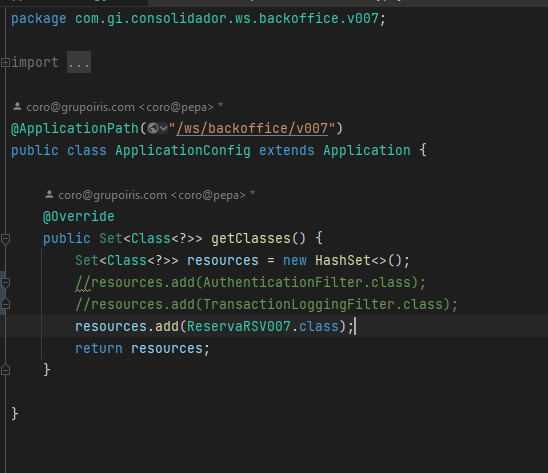 package com.gi.consolidador.ws.backoffice.v007;
import ...
coro@grupoiris.com <coro@pepa> *
@ApplicationPath("/ws/backoffice/v007")
public class ApplicationConfig extends Application {
coro@grupoiris.com <coro@pepa> *
@Override
public Set<Class<?>> getClasses() {
Set<Class<?>> resources = new HashSet<>();
//resources.add(AuthenticationFilter.class);
//resources.add(TransactionLoggingFilter.class);
resources.add(ReservaRSV007.class);
return resources;
}
}